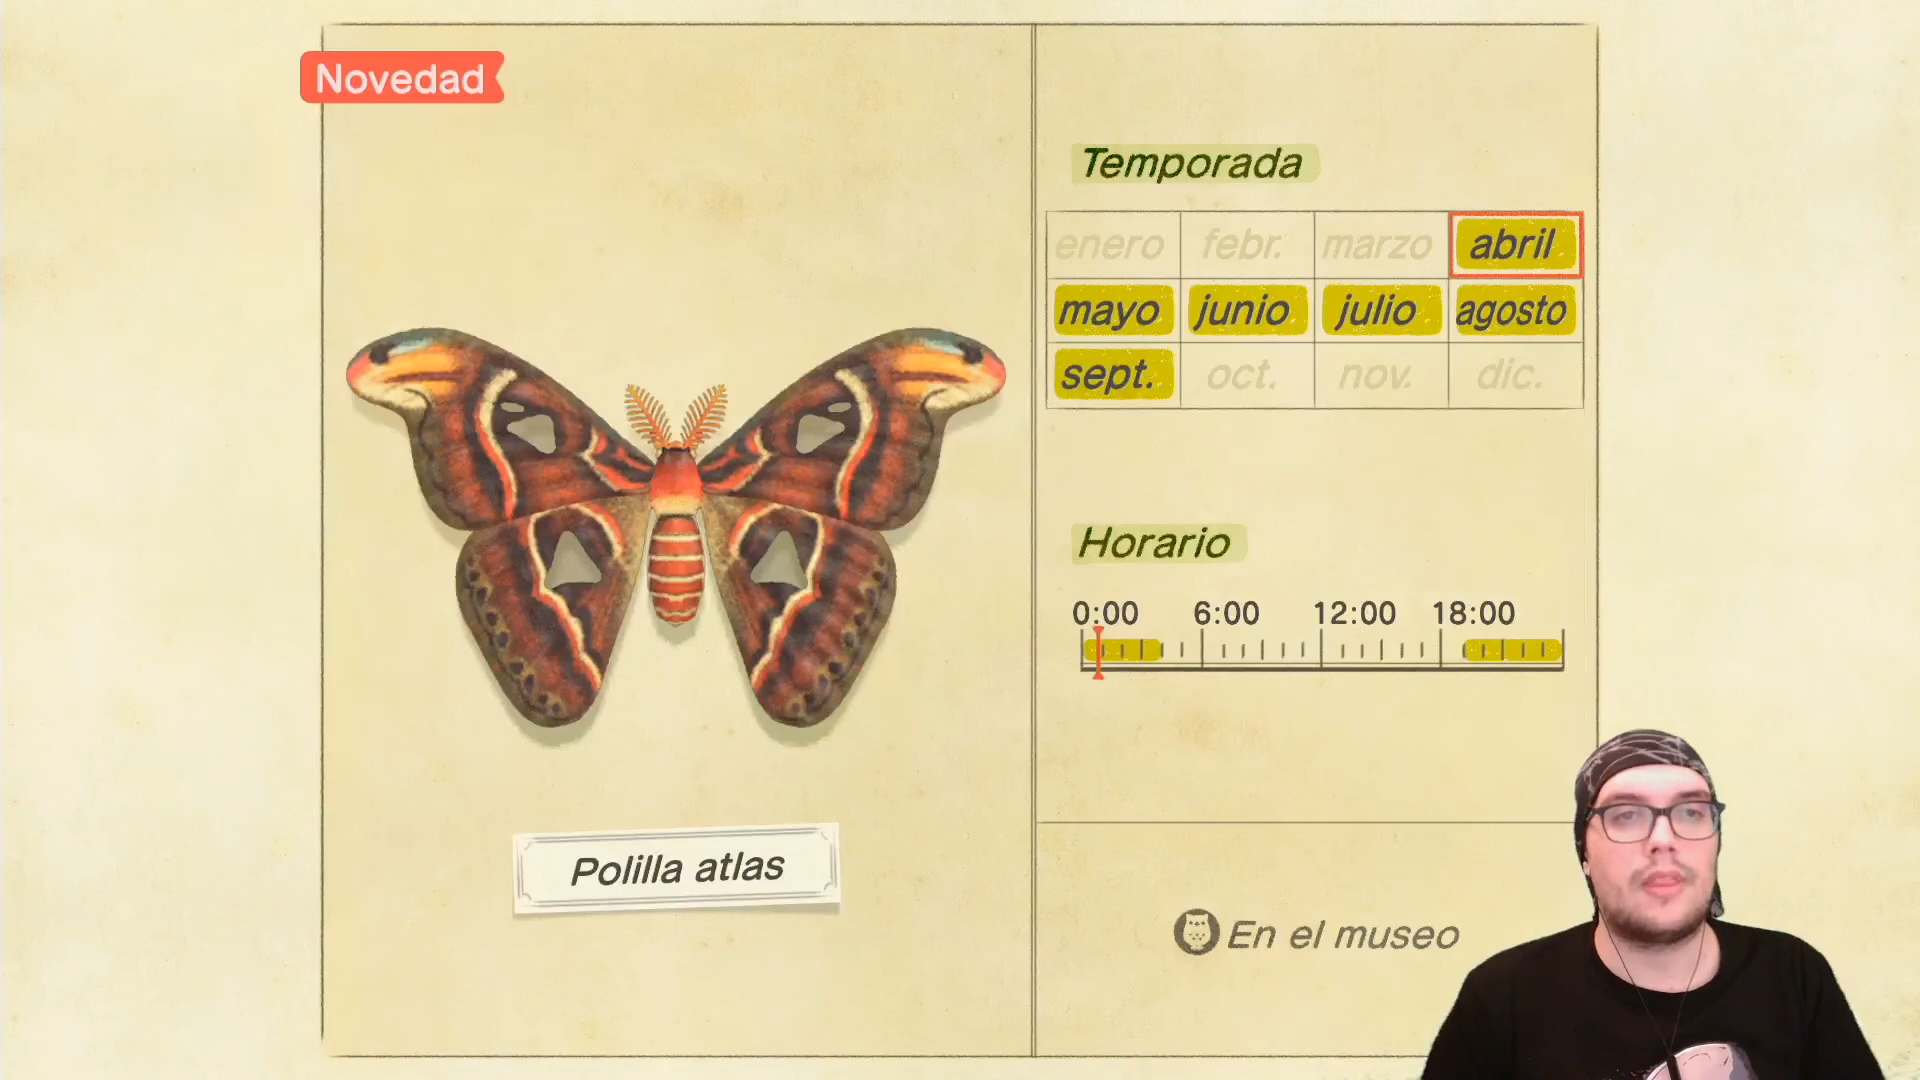 Novedad
Temporada
enero febr. marzo abril
mayo junio julio agosto
sept. oct. nov. dic.
Horario
0:00 6:00 12:00 18:00
Polilla atlas
En el museo